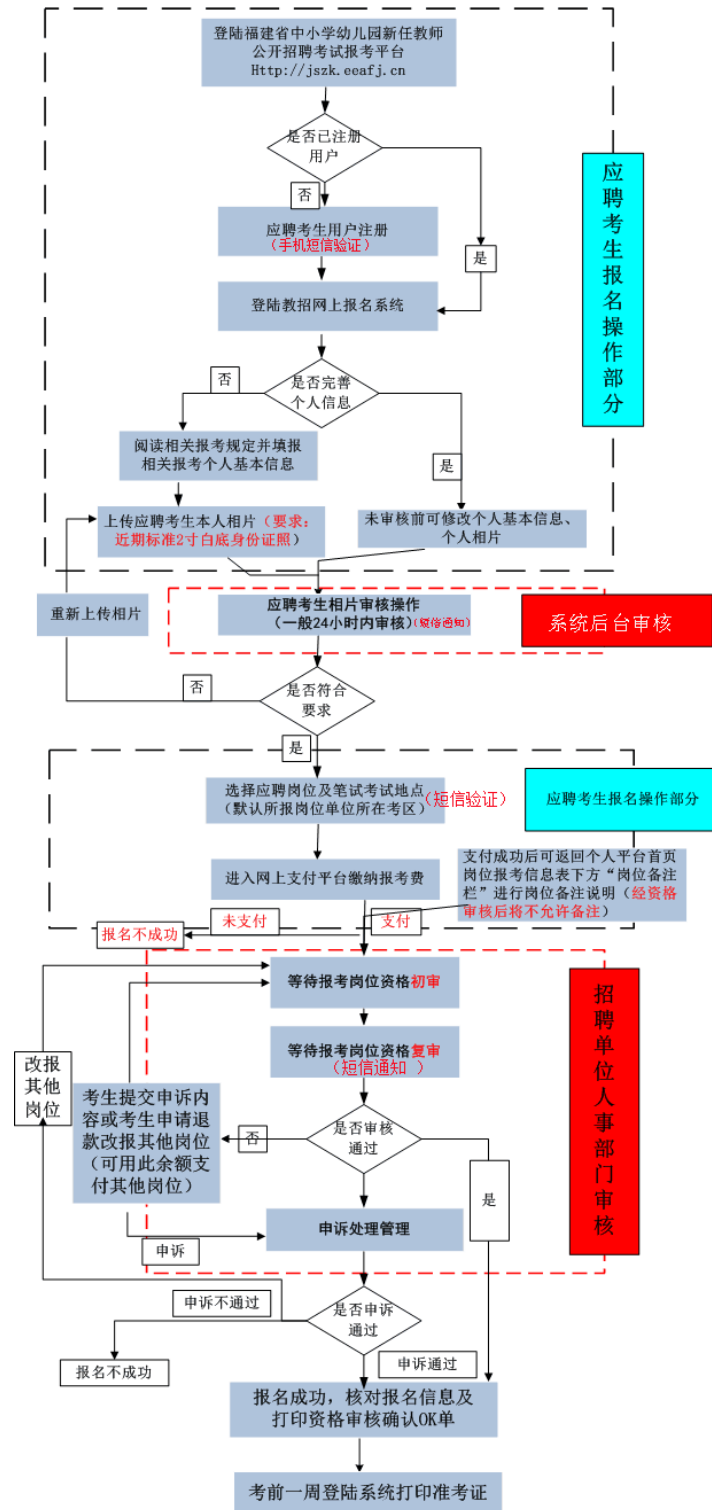 登陆福建省中小学幼儿园新任教师
公开招聘考试报考平台
Http://jszk.eeafj.cn
是否已注册
用户
否
应聘考生用户注册
（手机短信验证）
是
登陆教招网上报名系统
应聘考生报名操作部分
是否完善
个人信息
否
阅读相关报考规定并填报
相关报考个人基本信息
是
上传应聘考生本人相片（要求：
近期标准2寸白底身份证照）
未审核前可修改个人基本信息、
个人相片
重新上传相片
应聘考生相片审核操作
（一般24小时内审核）（短信通知）
系统后台审核
否
是否符合
要求
是
选择应聘岗位及笔试考试地点（短信验证）
（默认所报岗位单位所在考区）
应聘考生报名操作部分
进入网上支付平台缴纳报考费
支付成功后可返回个人平台首页
岗位报考信息表下方“岗位备注
栏”进行岗位备注说明（经资格
审核后将不允许备注）
未支付
支付
报名不成功
等待报考岗位资格初审
等待报考岗位资格复审
（短信通知 ）
招聘单位人事部门审核
改报
其他
岗位
考生提交申诉内
容或考生申请退
款改报其他岗位
（可用此余额支
付其他岗位）
否
是否审核
通过
是
申诉处理管理
申诉
申诉不通过
是否申诉
通过
报名不成功
申诉通过
报名成功，核对报名信息及
打印资格审核确认OK单
考前一周登陆系统打印准考证